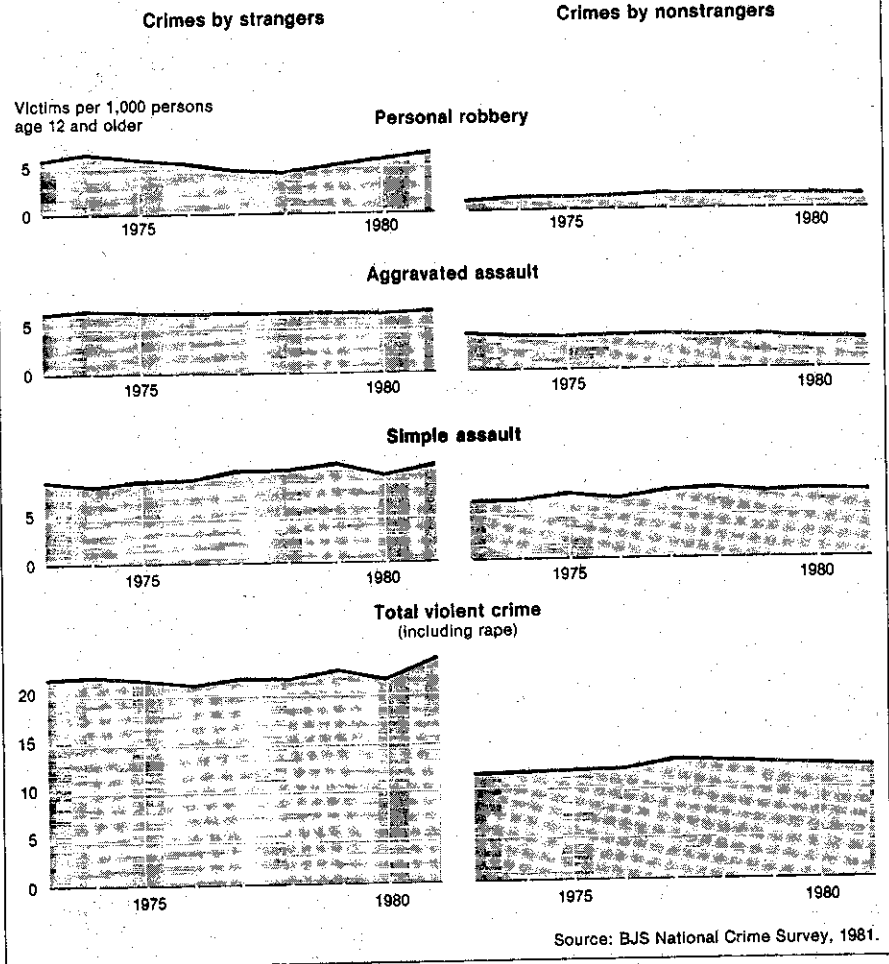 Crimes by strangers
Crimes by nonstrangers
Victims per 1,000 persons
age 12 and older
Personal robbery
5
0
1975
1980
1975
1980
Aggravated assault
5
0
1975
1980
1975
1980
Simple assault
5
0
1975
1980
1975
1980
Total violent crime
(including rape)
20
15
10
5
0
1975
1980
1975
1980
Source: BJS National Crime Survey, 1981.